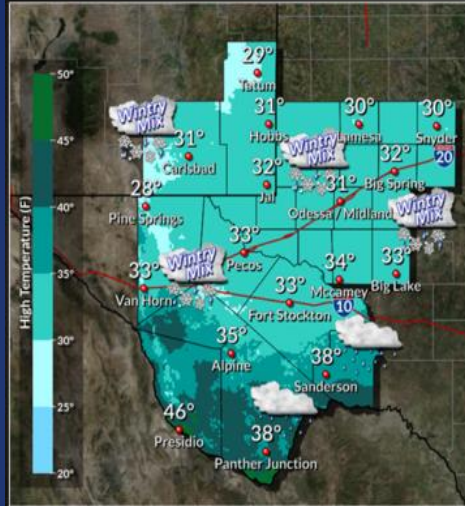 High Temperature (F)
50°
45°
40°
35°
30°
25°
20°
29°
Tatum
Wintry
Mix
31°
Hobbs
30°
Lamesa
30°
Snyder
31°
Carlsbad
Wintry
Mix
20
32°
Jal
32°
Big Spring
28°
Pine Springs
31°
Odessa / Midland
Wintry
Mix
33°
Pecos
Wintry
Mix
33°
Van Horn
33°
Fort Stockton
34°
Mccamey
33°
Big Lake
10
35°
Alpine
38°
Sanderson
46°
Presidio
38°
Panther Junction